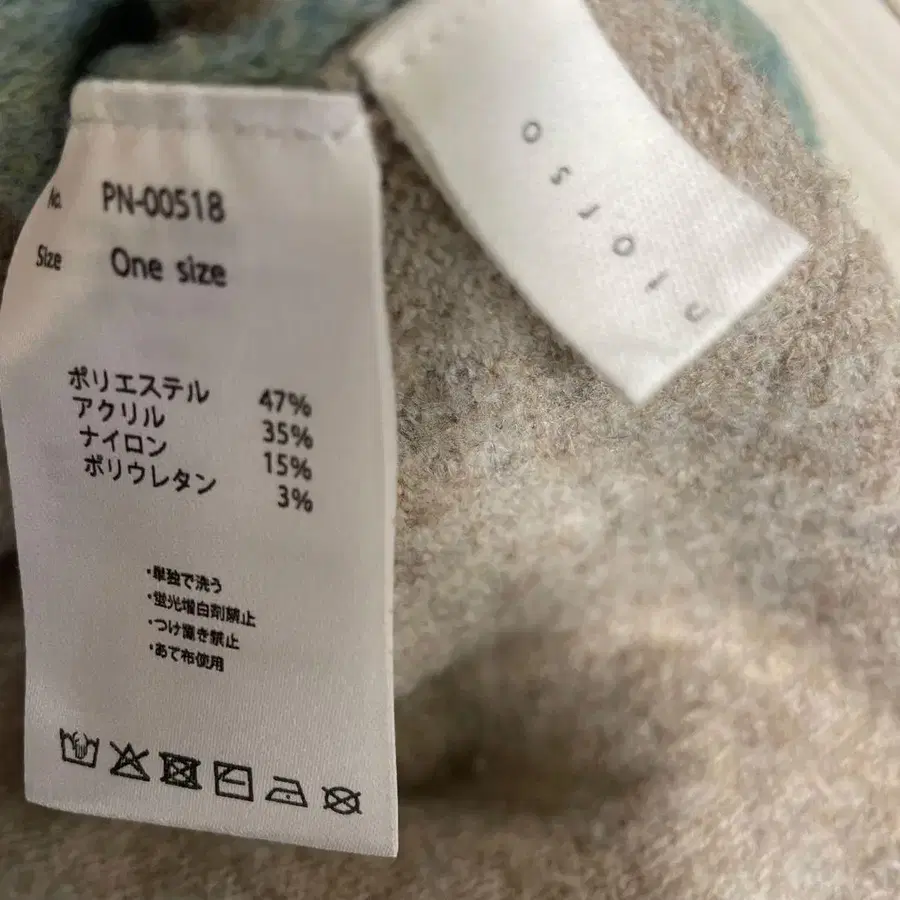 No. PN-00518
Size One size
ポリエステル 47%
アクリル 35%
ナイロン 15%
ポリウレタン 3%
・単独で洗う
・蛍光増白剤禁止
・つけ置き禁止
・あて布使用